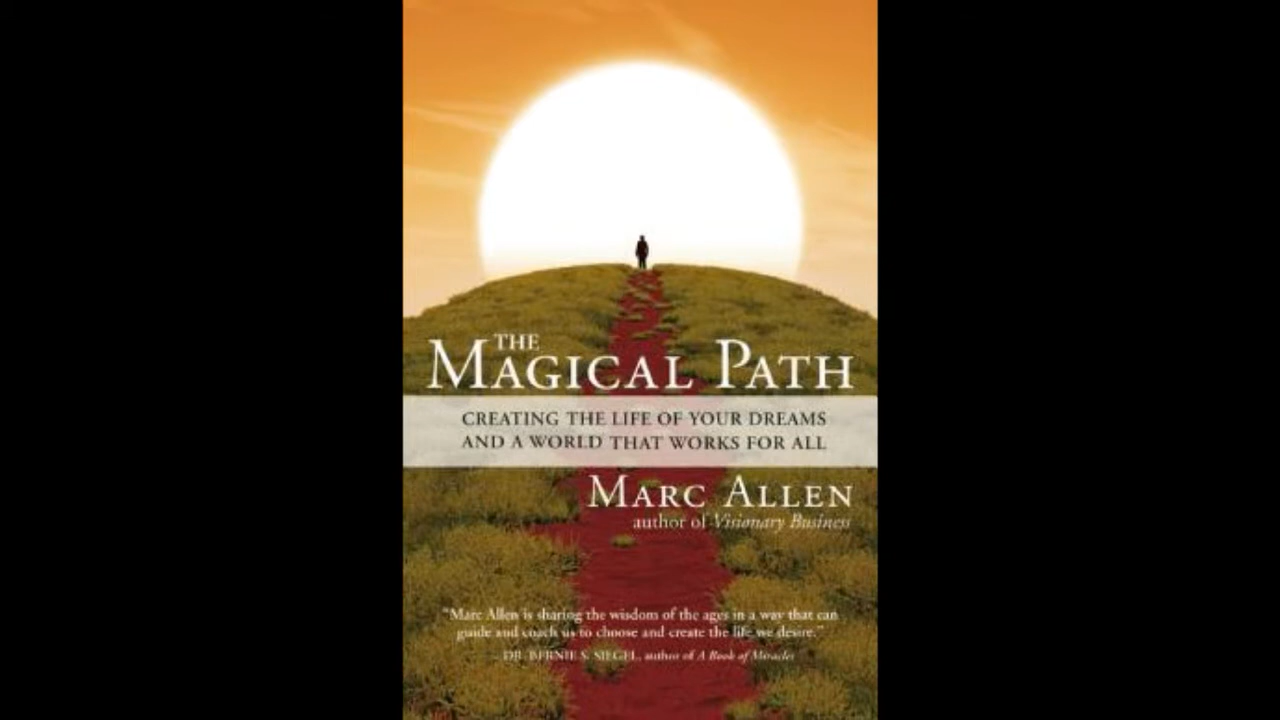 THE
MAGICAL PATH
CREATING THE LIFE OF YOUR DREAMS
AND A WORLD THAT WORKS FOR ALL
MARC ALLEN
author of Visionary Business
"Marc Allen is sharing the wisdom of the ages in a way that can
guide and coach us to choose and create the life we desire."
DR. BERNIE S. SIEGEL, author of A Book of Miracles